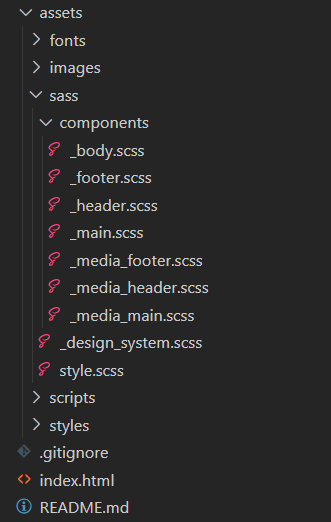 assets
fonts
images
sass
components
_body.scss
_footer.scss
_header.scss
_main.scss
_media_footer.scss
_media_header.scss
_media_main.scss
_design_system.scss
style.scss
scripts
styles
.gitignore
index.html
README.md